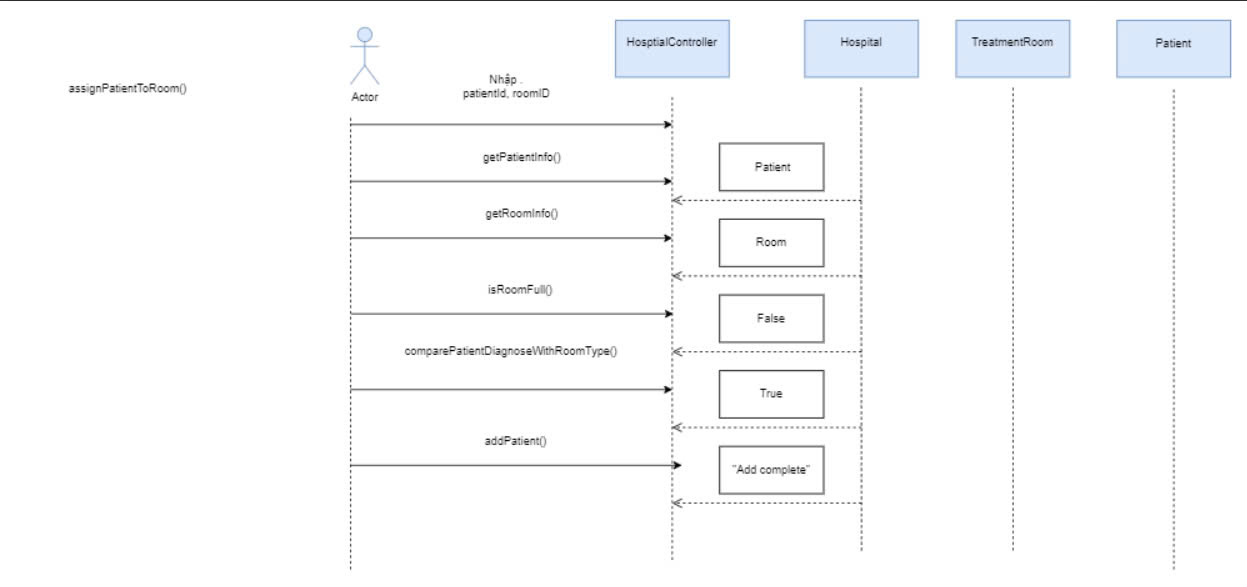 HosptialController
Hospital
TreatmentRoom
Patient
assignPatientToRoom()
Actor
Nhập .
patientId, roomID
getPatientInfo()
Patient
getRoomInfo()
Room
isRoomFull()
False
comparePatientDiagnoseWithRoomType()
True
addPatient()
"Add complete"